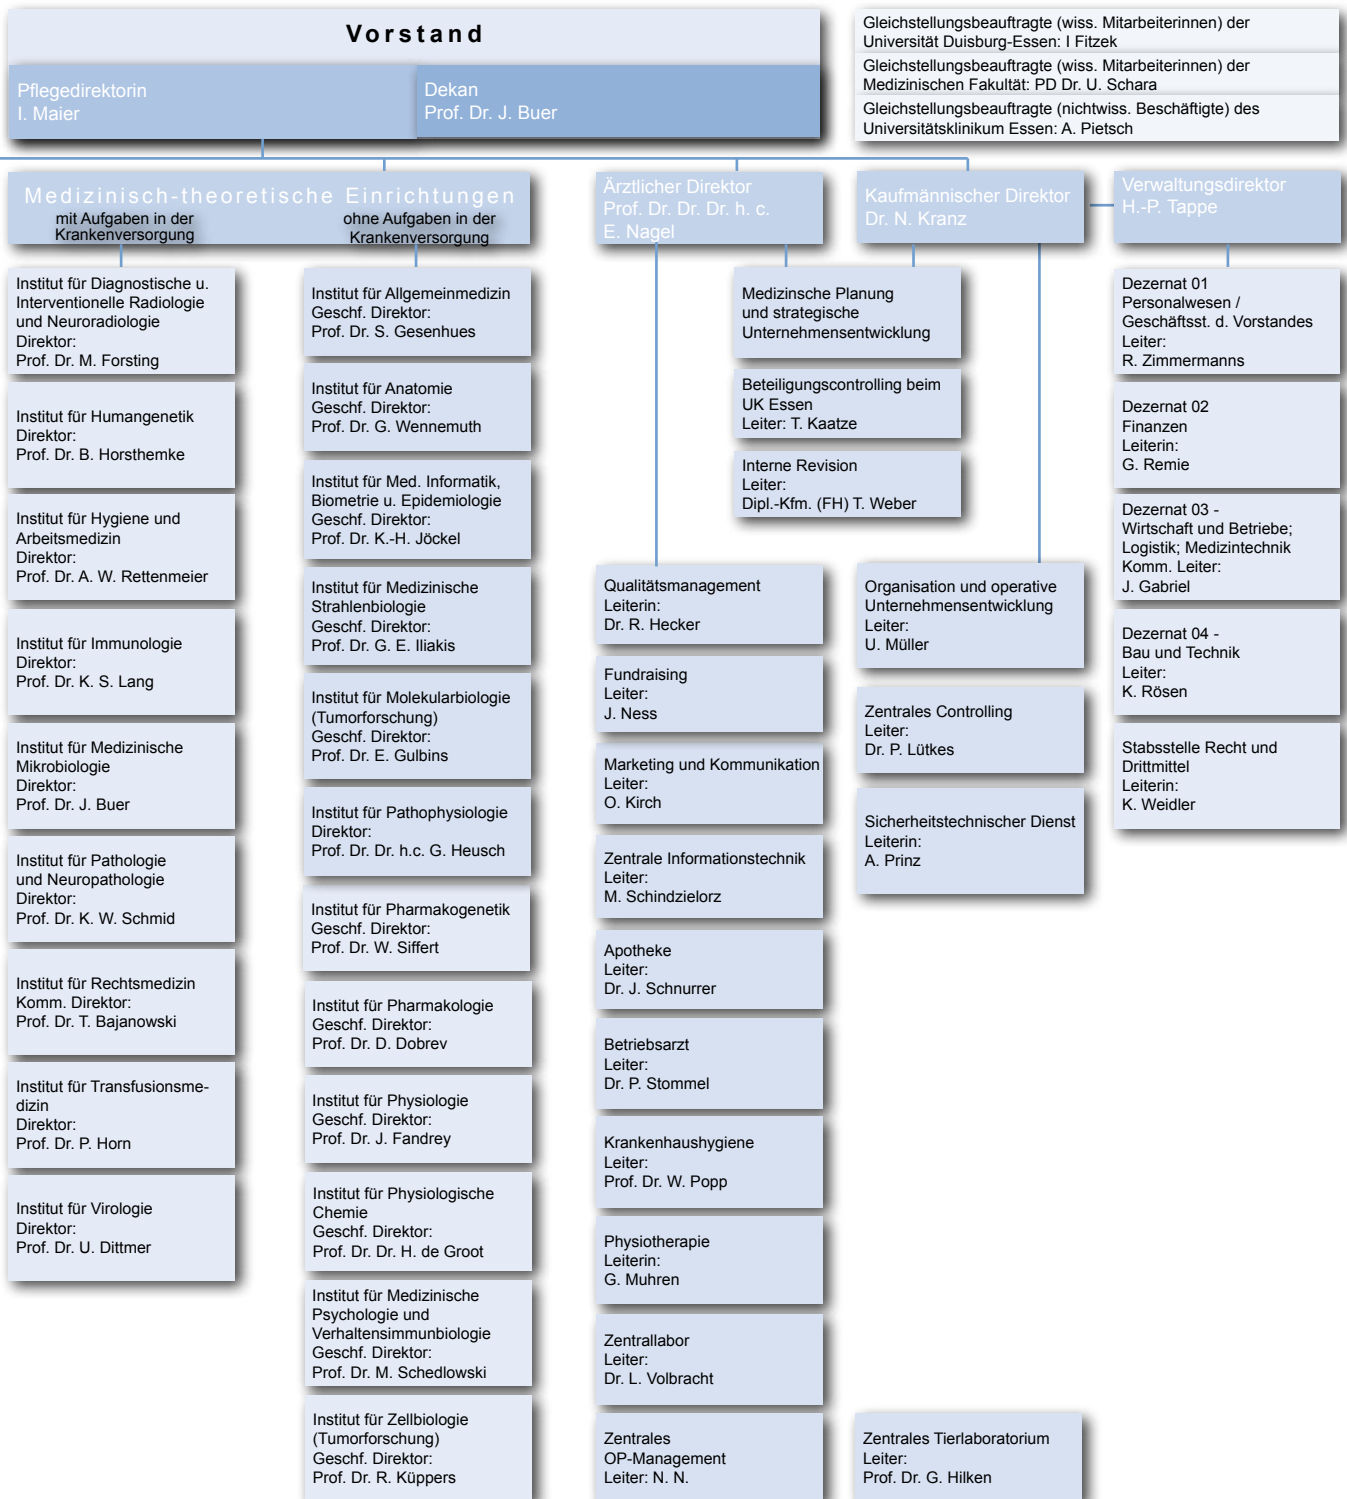 Vorstand
Pflegedirektorin
I. Maier
Dekan
Prof. Dr. J. Buer
Gleichstellungsbeauftragte (wiss. Mitarbeiterinnen) der
Universität Duisburg-Essen: I Fitzek
Gleichstellungsbeauftragte (wiss. Mitarbeiterinnen) der
Medizinischen Fakultät: PD Dr. U. Schara
Gleichstellungsbeauftragte (nichtwiss. Beschäftigte) des
Universitätsklinikum Essen: A. Pietsch
Medizinisch-theoretische Einrichtungen
mit Aufgaben in der
Krankenversorgung
ohne Aufgaben in der
Krankenversorgung
Ärztlicher Direktor
Prof. Dr. Dr. Dr. h. c.
E. Nagel
Kaufmännischer Direktor
Dr. N. Kranz
Verwaltungsdirektor
H.-P. Tappe
Institut für Diagnostische u.
Interventionelle Radiologie
und Neuroradiologie
Direktor:
Prof. Dr. M. Forsting
Institut für Humangenetik
Direktor:
Prof. Dr. B. Horsthemke
Institut für Hygiene und
Arbeitsmedizin
Direktor:
Prof. Dr. A. W. Rettenmeier
Institut für Immunologie
Direktor:
Prof. Dr. K. S. Lang
Institut für Medizinische
Mikrobiologie
Direktor:
Prof. Dr. J. Buer
Institut für Pathologie
und Neuropathologie
Direktor:
Prof. Dr. K. W. Schmid
Institut für Rechtsmedizin
Komm. Direktor:
Prof. Dr. T. Bajanowski
Institut für Transfusionsme-
dizin
Direktor:
Prof. Dr. P. Horn
Institut für Virologie
Direktor:
Prof. Dr. U. Dittmer
Institut für Allgemeinmedizin
Geschf. Direktor:
Prof. Dr. S. Gesenhues
Institut für Anatomie
Geschf. Direktor:
Prof. Dr. G. Wennemuth
Institut für Med. Informatik,
Biometrie u. Epidemiologie
Geschf. Direktor:
Prof. Dr. K.-H. Jöckel
Institut für Medizinische
Strahlenbiologie
Geschf. Direktor:
Prof. Dr. G. E. Iliakis
Institut für Molekularbiologie
(Tumorforschung)
Geschf. Direktor:
Prof. Dr. E. Gulbins
Institut für Pathophysiologie
Direktor:
Prof. Dr. Dr. h.c. G. Heusch
Institut für Pharmakogenetik
Geschf. Direktor:
Prof. Dr. W. Siffert
Institut für Pharmakologie
Geschf. Direktor:
Prof. Dr. D. Dobrev
Institut für Physiologie
Geschf. Direktor:
Prof. Dr. J. Fandrey
Institut für Physiologische
Chemie
Geschf. Direktor:
Prof. Dr. Dr. H. de Groot
Institut für Medizinische
Psychologie und
Verhaltensimmunbiologie
Geschf. Direktor:
Prof. Dr. M. Schedlowski
Institut für Zellbiologie
(Tumorforschung)
Geschf. Direktor:
Prof. Dr. R. Küppers
Medizinsche Planung
und strategische
Unternehmensentwicklung
Beteiligungscontrolling beim
UK Essen
Leiter: T. Kaatze
Interne Revision
Leiter:
Dipl.-Kfm. (FH) T. Weber
Qualitätsmanagement
Leiterin:
Dr. R. Hecker
Fundraising
Leiter:
J. Ness
Marketing und Kommunikation
Leiter:
O. Kirch
Zentrale Informationstechnik
Leiter:
M. Schindzielorz
Apotheke
Leiter:
Dr. J. Schnurrer
Betriebsarzt
Leiter:
Dr. P. Stommel
Krankenhaushygiene
Leiter:
Prof. Dr. W. Popp
Physiotherapie
Leiterin:
G. Muhren
Zentrallabor
Leiter:
Dr. L. Volbracht
Zentrales
OP-Management
Leiter: N. N.
Organisation und operative
Unternehmensentwicklung
Leiter:
U. Müller
Zentrales Controlling
Leiter:
Dr. P. Lütkes
Sicherheitstechnischer Dienst
Leiterin:
A. Prinz
Zentrales Tierlaboratorium
Leiter:
Prof. Dr. G. Hilken
Dezernat 01
Personalwesen /
Geschäftsst. d. Vorstandes
Leiter:
R. Zimmermanns
Dezernat 02
Finanzen
Leiterin:
G. Remie
Dezernat 03 -
Wirtschaft und Betriebe;
Logistik; Medizintechnik
Komm. Leiter:
J. Gabriel
Dezernat 04 -
Bau und Technik
Leiter:
K. Rösen
Stabsstelle Recht und
Drittmittel
Leiterin:
K. Weidler